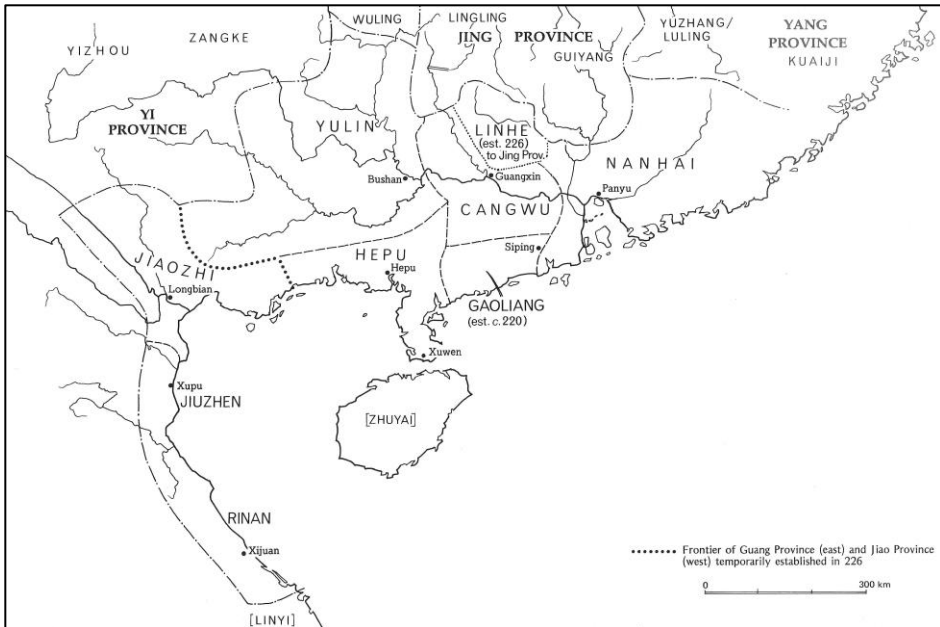 WULING
LINGLING
YUZHANG/
LULING
YANG
PROVINCE
KUAIJI
YIZHOU
ZANGKE
JING PROVINCE
GUIYANG
YI
PROVINCE
YULIN
LINHE
(est. 226)
to Jing Prov.
NANHAI
Bushan
Guangxin
Panyu
CANGWU
Siping
JIAOZHI
HEPU
Hepu
Longbian
GAOLIANG
(est. c. 220)
Xuwen
Xupu
JIUZHEN
[ZHUYAI]
RINAN
Xijuan
[LINYI]
Frontier of Guang Province (east) and Jiao Province
(west) temporarily established in 226
0 300 km